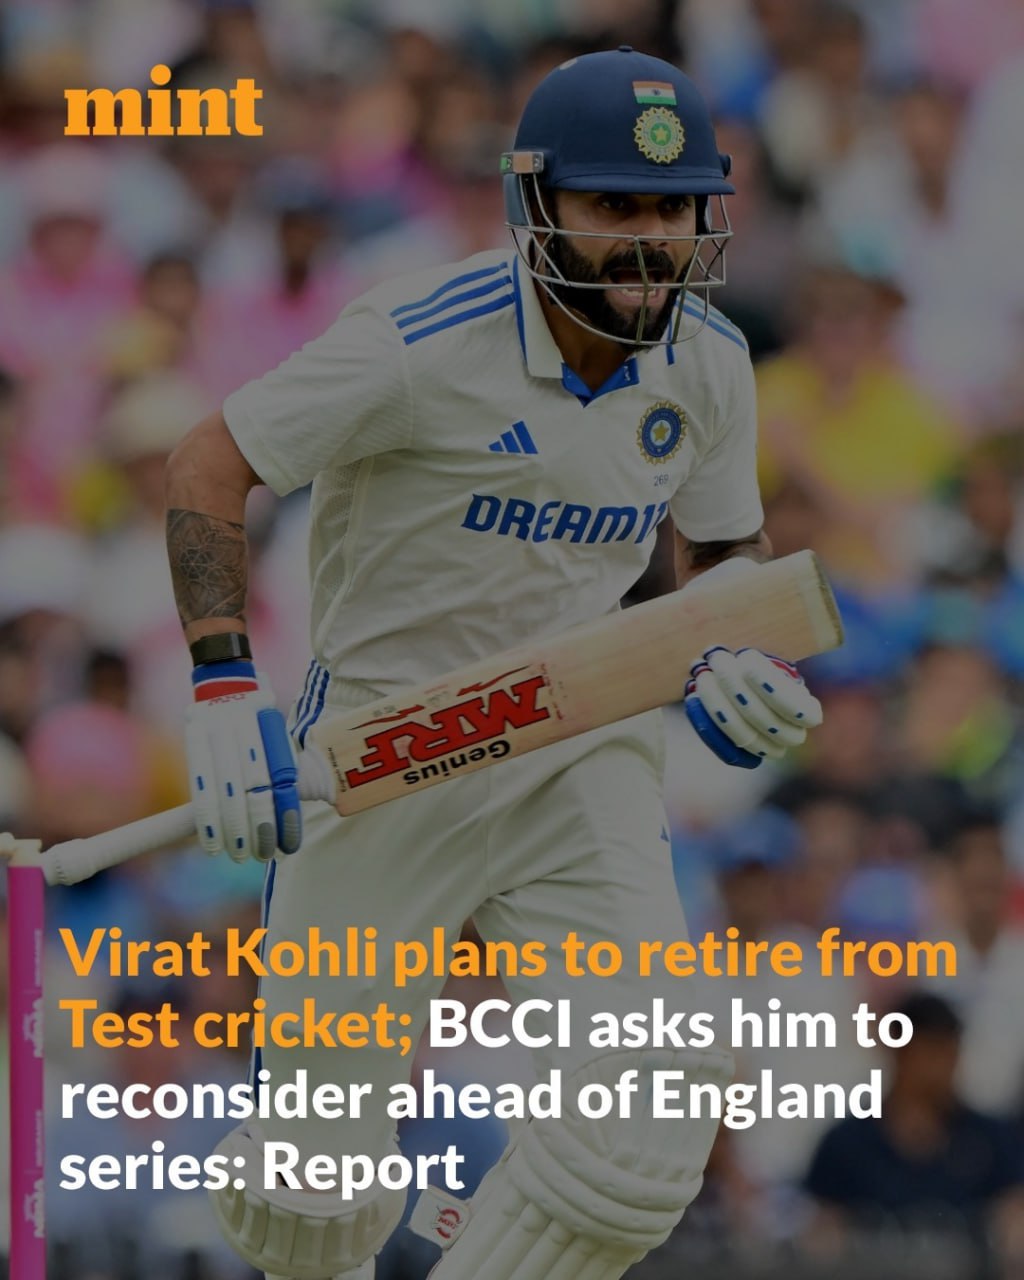 mint
269
DREAM11
MRF
Genius
Virat Kohli plans to retire from
Test cricket; BCCI asks him to
reconsider ahead of England
series: Report